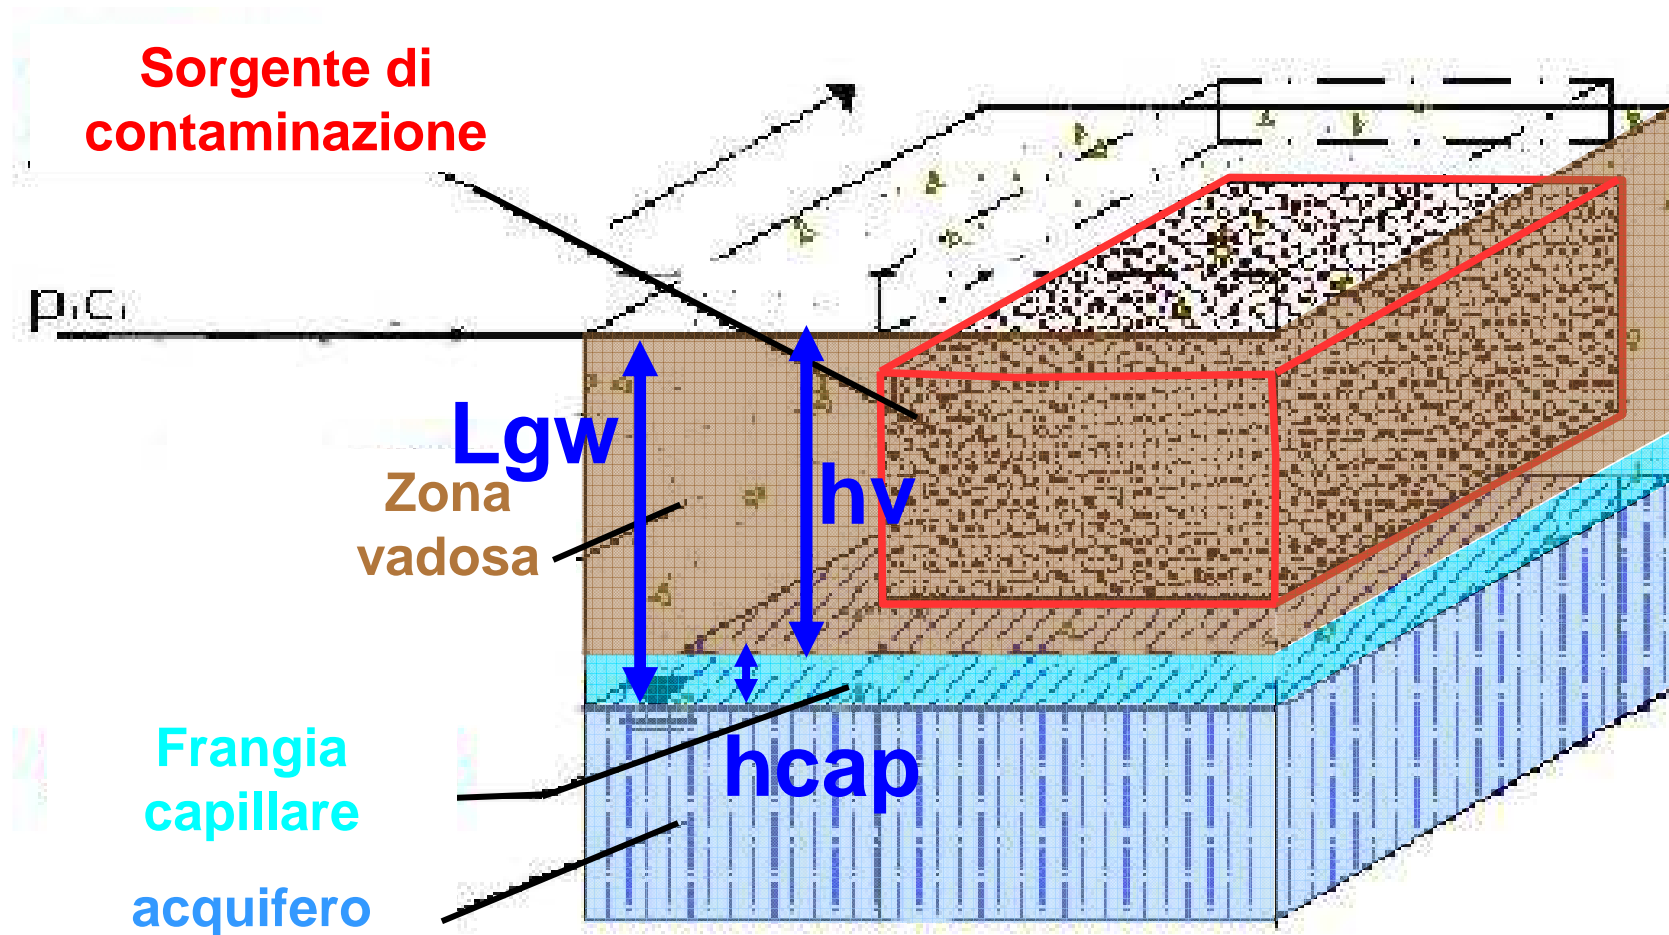 Sorgente di
contaminazione
Lgw
hv
Zona
vadosa
hcap
Frangia
capillare
acquifero